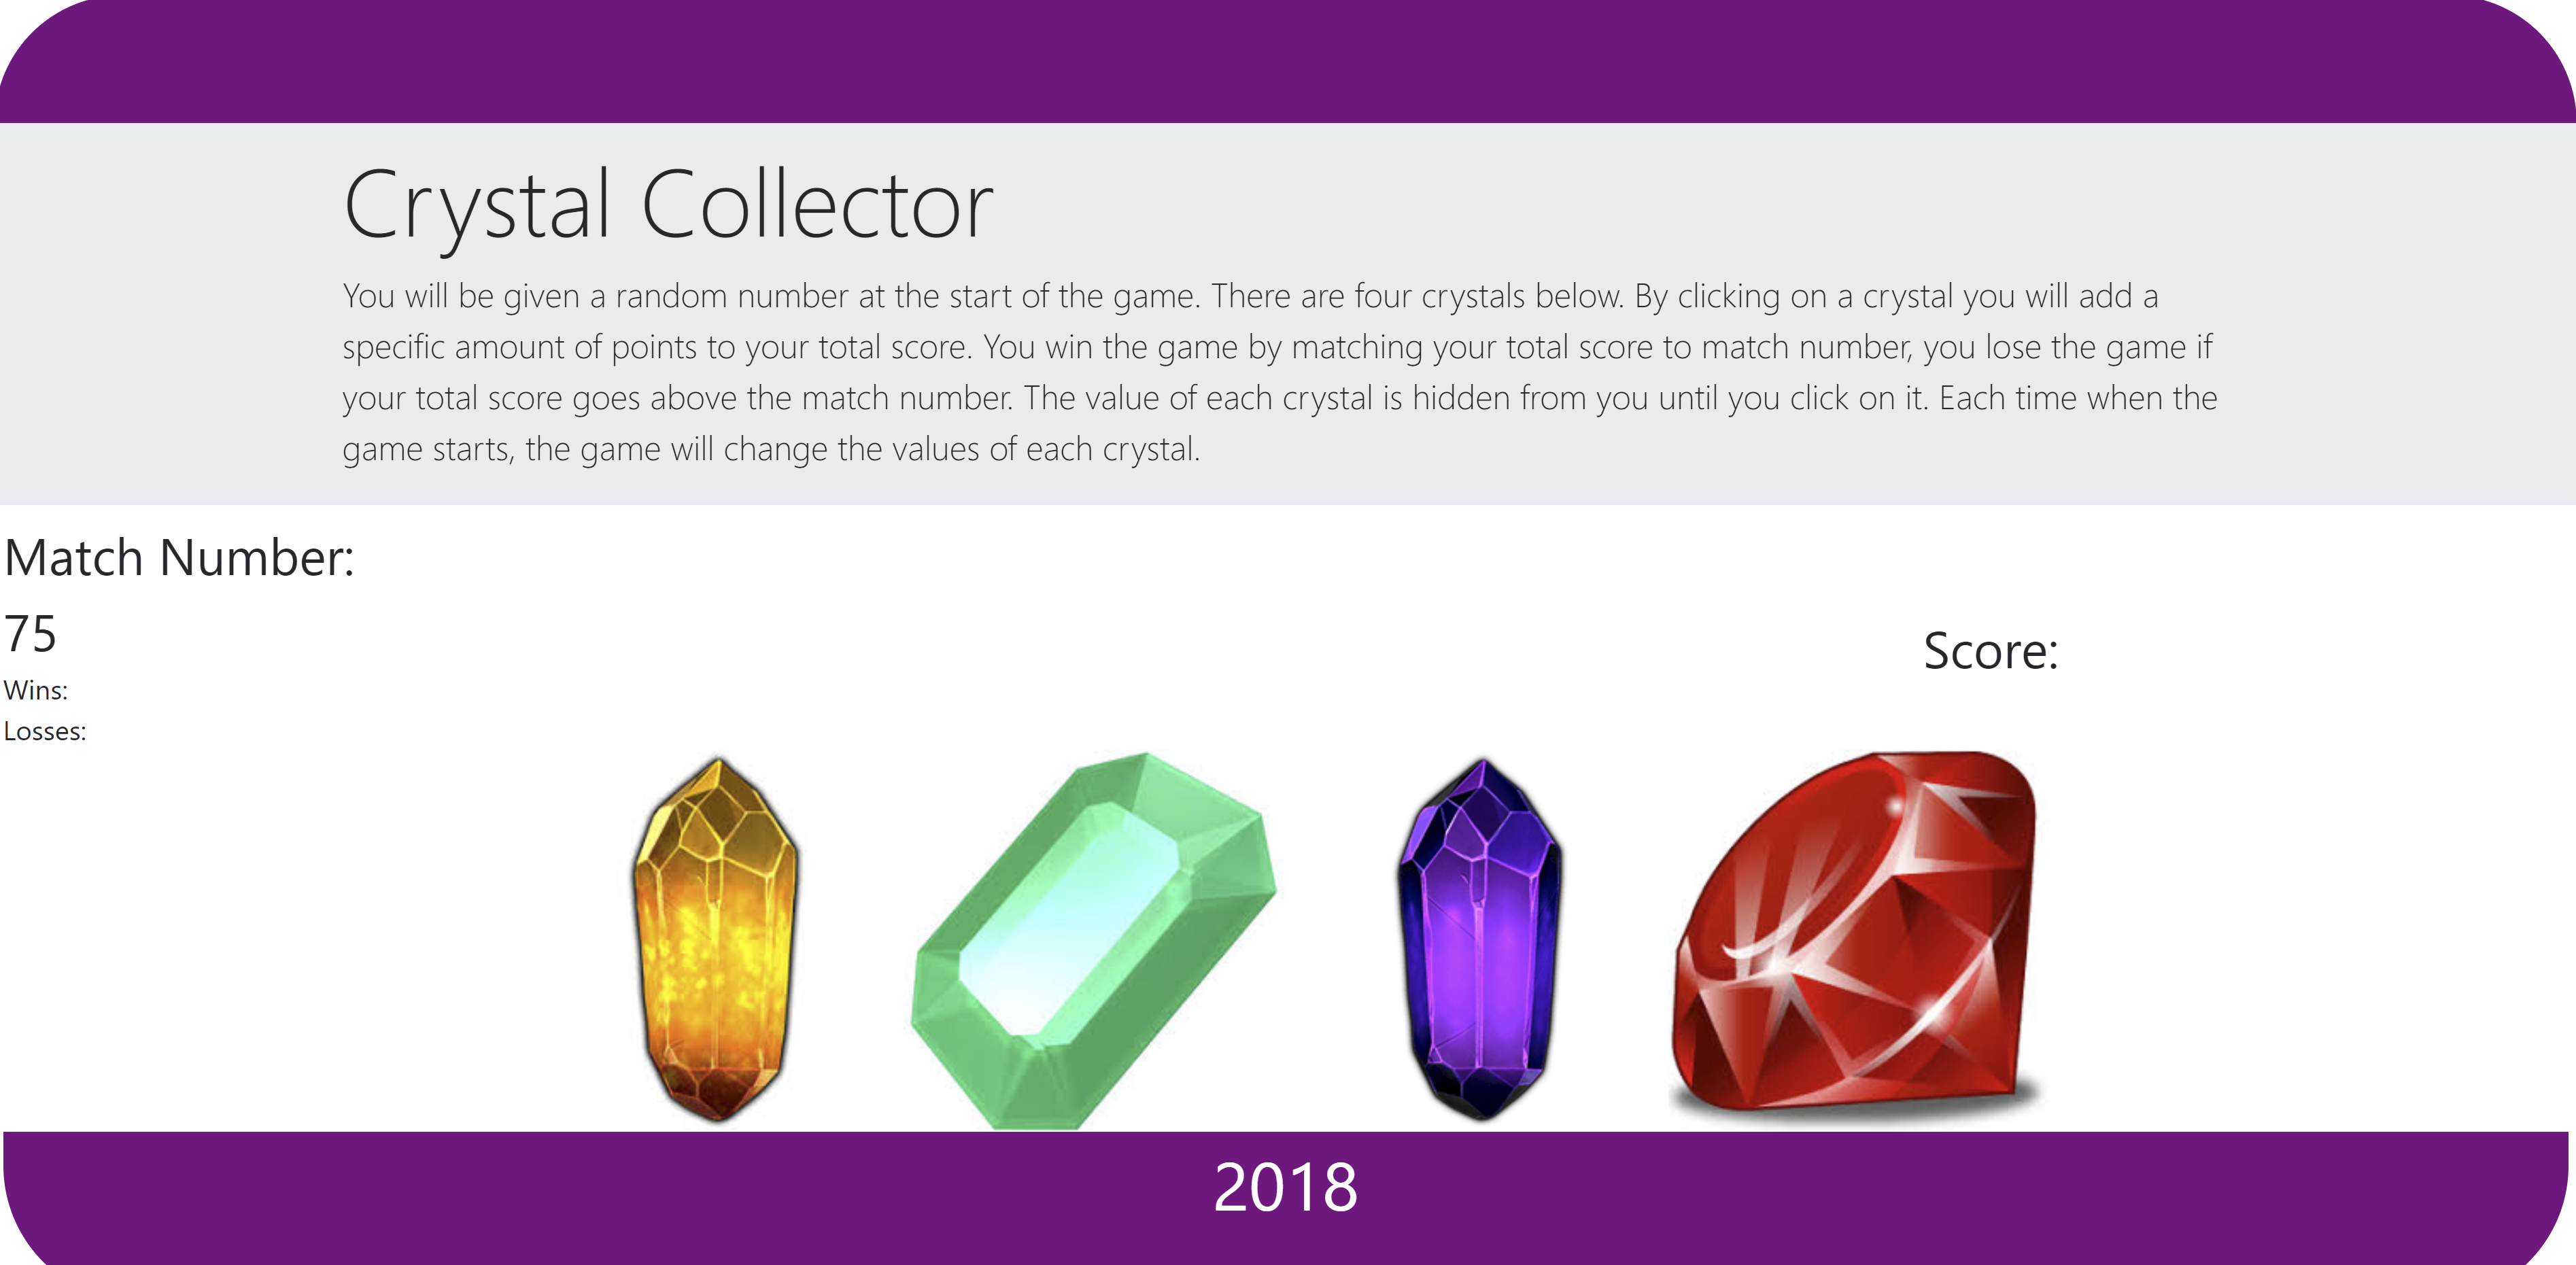 Crystal Collector
You will be given a random number at the start of the game. There are four crystals below. By clicking on a crystal you will add a
specific amount of points to your total score. You win the game by matching your total score to match number, you lose the game if
your total score goes above the match number. The value of each crystal is hidden from you until you click on it. Each time when the
game starts, the game will change the values of each crystal.
Match Number:
75
Score:
Wins:
Losses:
2018